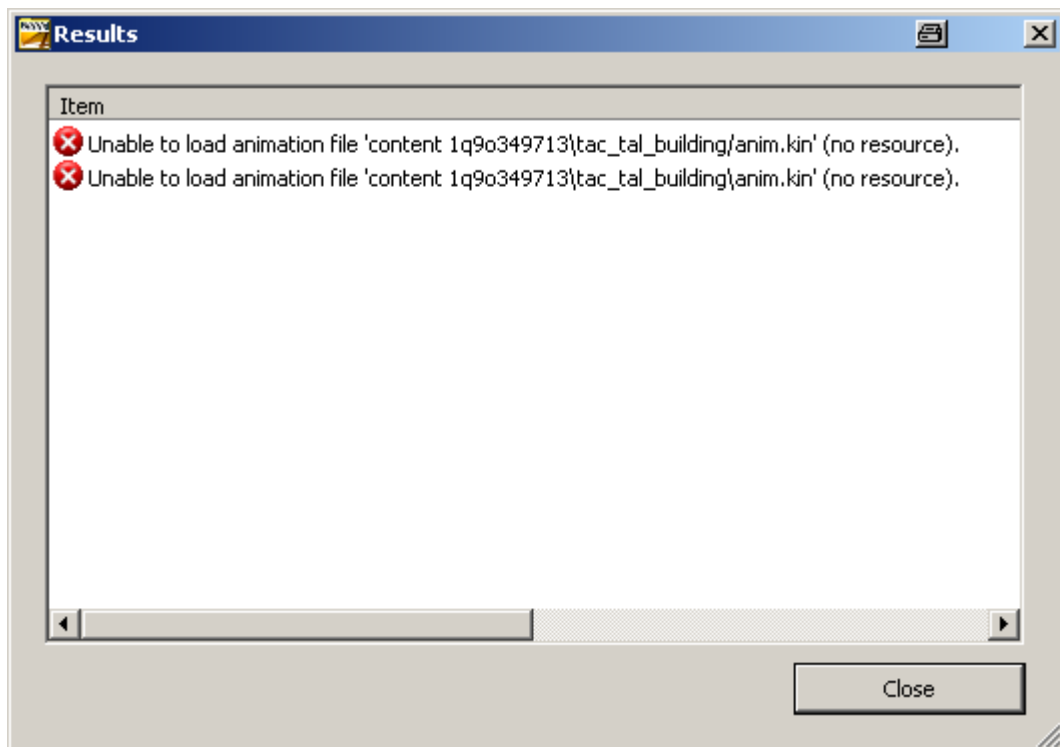 Results
Item
Unable to load animation file 'content 1q9o349713\tac_tal_building/anim.kin' (no resource).
Unable to load animation file 'content 1q9o349713\tac_tal_building\anim.kin' (no resource).
Close